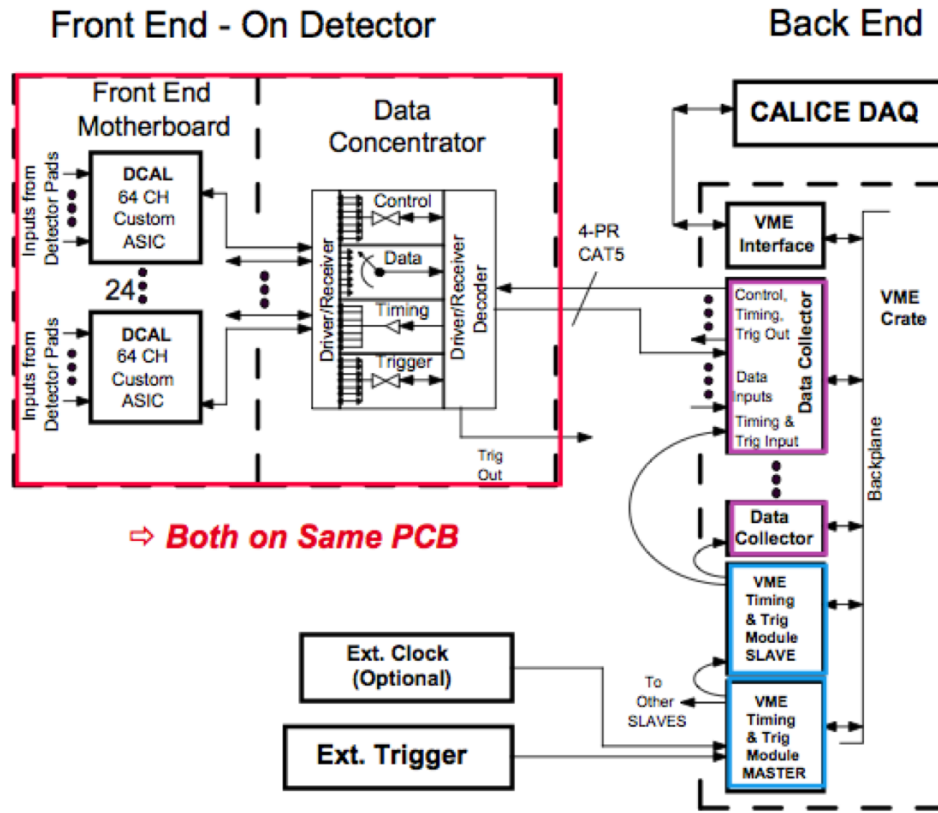 Front End - On Detector
Back End
Front End
Motherboard
Data
Concentrator
Inputs from
Detector Pads
DCAL
64 CH
Custom
ASIC
24
Inputs from
Detector Pads
DCAL
64 CH
Custom
ASIC
Driver/Receiver
Control
Data
Timing
Trigger
Driver/Receiver
Decoder
Trig
Out
4-PR
CAT5
⇨ Both on Same PCB
CALICE DAQ
VME
Interface
VME
Crate
Control,
Timing,
Trig Out
Data
Inputs
Timing &
Trig Input
Data Collector
Backplane
Data
Collector
VME
Timing
& Trig
Module
SLAVE
VME
Timing
& Trig
Module
MASTER
To
Other
SLAVES
Ext. Clock
(Optional)
Ext. Trigger